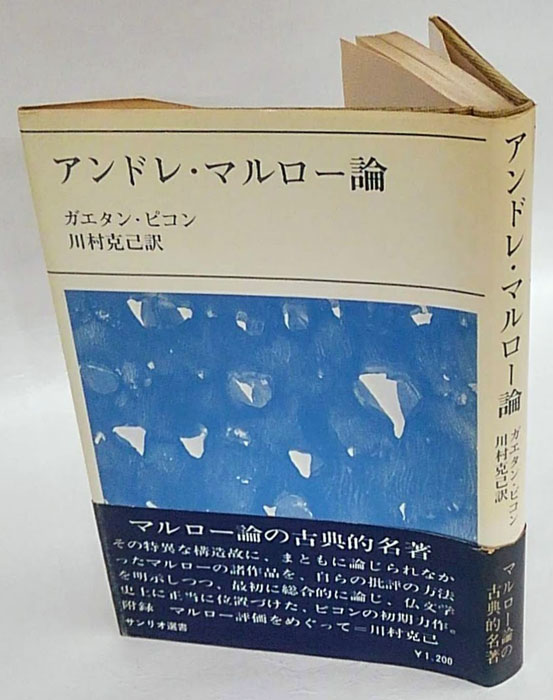 アンドレ・マルロー論
ガエタン・ピコン
川村克己訳
マルロー論の古典的名著
その特異な構造故に、まともに論じられなか
ったマルローの諸作品を、自らの批評の方法
を明示しつつ、最初に総合的に論じ、仏文学
史上に正当に位置づけた、ピコンの初期力作。
附録 マルロー評価をめぐって=川村克己
サンリオ選書
¥1,200
アンドレ・マルロー論
ガエタン・ピコン
川村克己訳
マルロー論の
古典的名著